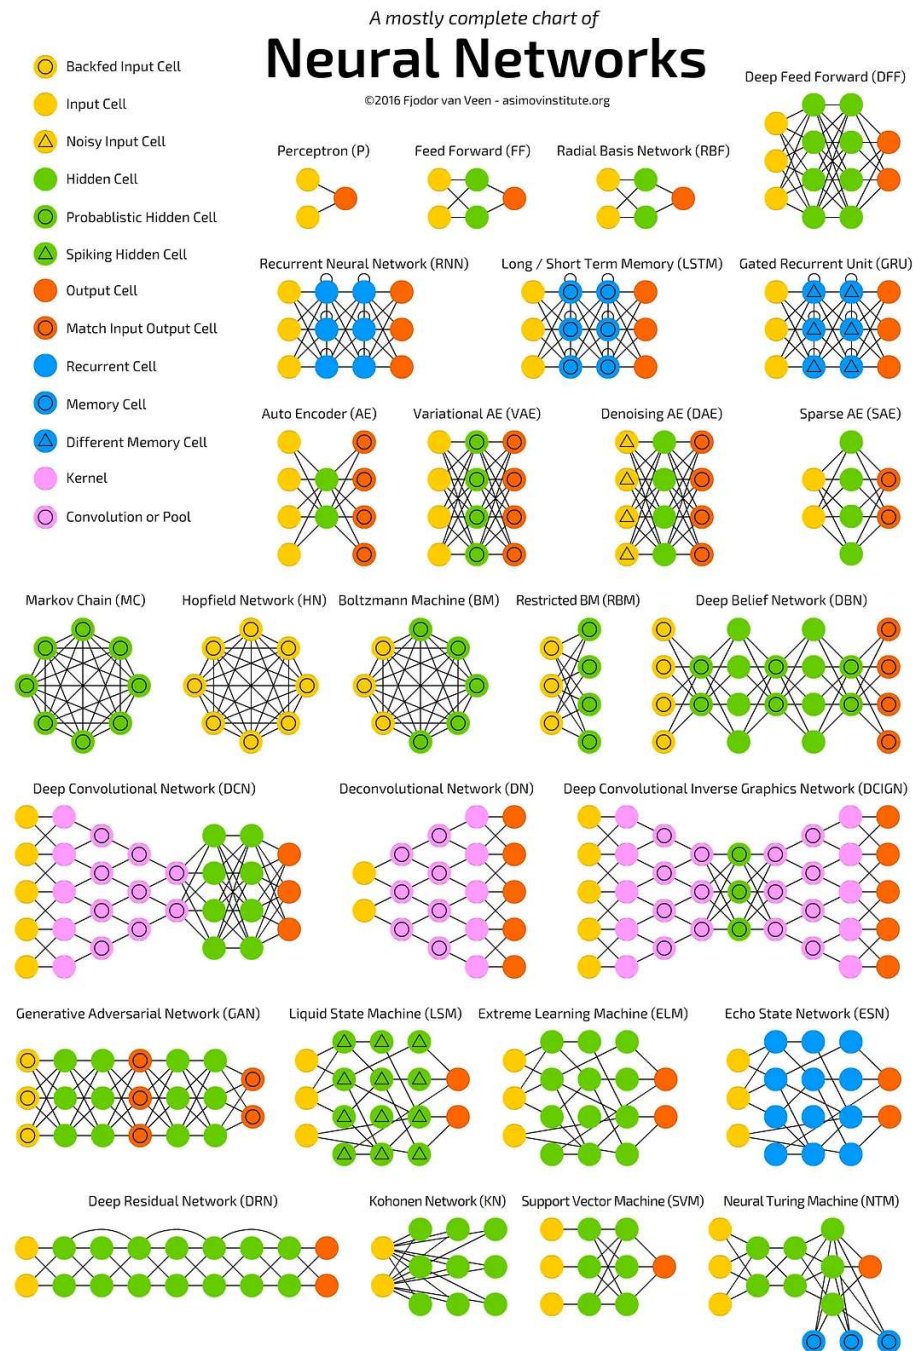 A mostly complete chart of
Neural Networks
©2016 Fjodor van Veen - asimovinstitute.org
Backfed Input Cell
Input Cell
Noisy Input Cell
Hidden Cell
Probablistic Hidden Cell
Spiking Hidden Cell
Output Cell
Match Input Output Cell
Recurrent Cell
Memory Cell
Different Memory Cell
Kernel
Convolution or Pool
Deep Feed Forward (DFF)
Perceptron (P)
Feed Forward (FF)
Radial Basis Network (RBF)
Recurrent Neural Network (RNN)
Long / Short Term Memory (LSTM)
Gated Recurrent Unit (GRU)
Auto Encoder (AE)
Variational AE (VAE)
Denoising AE (DAE)
Sparse AE (SAE)
Markov Chain (MC)
Hopfield Network (HN)
Boltzmann Machine (BM)
Restricted BM (RBM)
Deep Belief Network (DBN)
Deep Convolutional Network (DCN)
Deconvolutional Network (DN)
Deep Convolutional Inverse Graphics Network (DCIGN)
Generative Adversarial Network (GAN)
Liquid State Machine (LSM)
Extreme Learning Machine (ELM)
Echo State Network (ESN)
Deep Residual Network (DRN)
Kohonen Network (KN)
Support Vector Machine (SVM)
Neural Turing Machine (NTM)